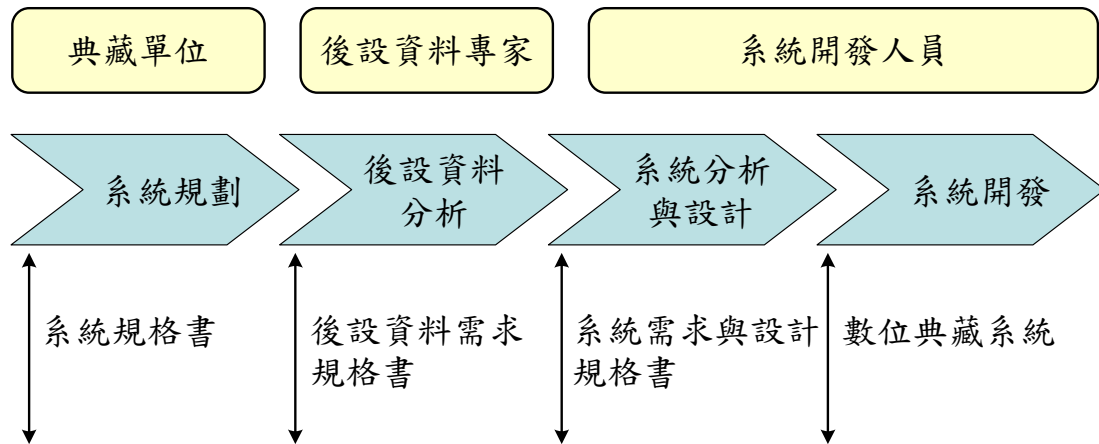 典藏單位
後設資料專家
系統開發人員
系統規劃
後設資料
分析
系統分析
與設計
系統開發
系統規格書
後設資料需求
規格書
系統需求與設計
規格書
數位典藏系統